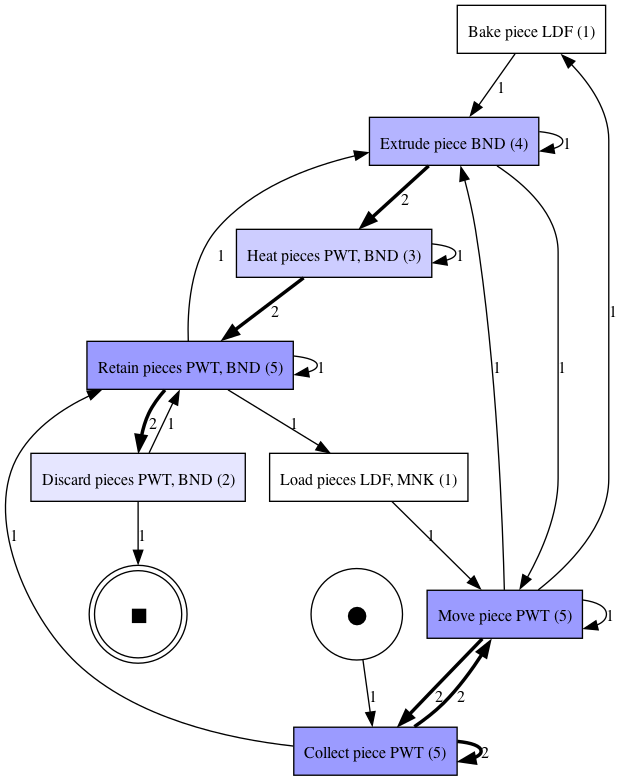 Bake piece LDF (1)
1
Extrude piece BND (4)
1
2
1
Heat pieces PWT, BND (3)
1
1
2
Retain pieces PWT, BND (5)
1
1
1
2
1
1
Discard pieces PWT, BND (2)
Load pieces LDF, MNK (1)
1
1
1
1
Move piece PWT (5)
1
1
2
2
Collect piece PWT (5)
2